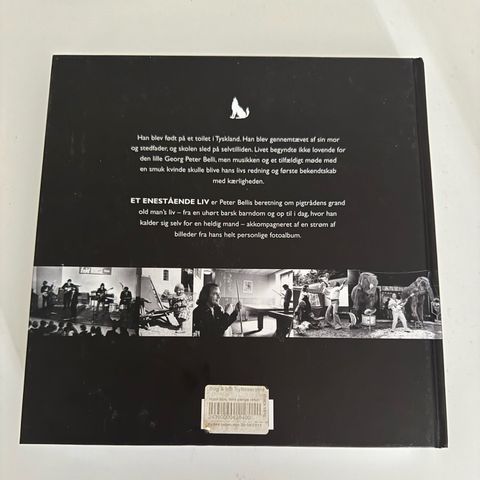 Han blev født på et toilet i Tyskland. Han blev gennemtævet af sin mor
og stedfader, og skolen sled på selvtilliden. Livet begyndte ikke lovende for
den lille Georg Peter Belli, men musikken og et tilfældigt møde med
en smuk kvinde skulle blive hans livs redning og første bekendtskab
med kærligheden.
ET ENESTÅENDE LIV er Peter Bellis beretning om pigtrådens grand
old man's liv – fra en uhørt barsk barndom og op til i dag, hvor han
kalder sig selv for en heldig mand – akkompagneret af en strøm af
billeder fra hans helt personlige fotoalbum.